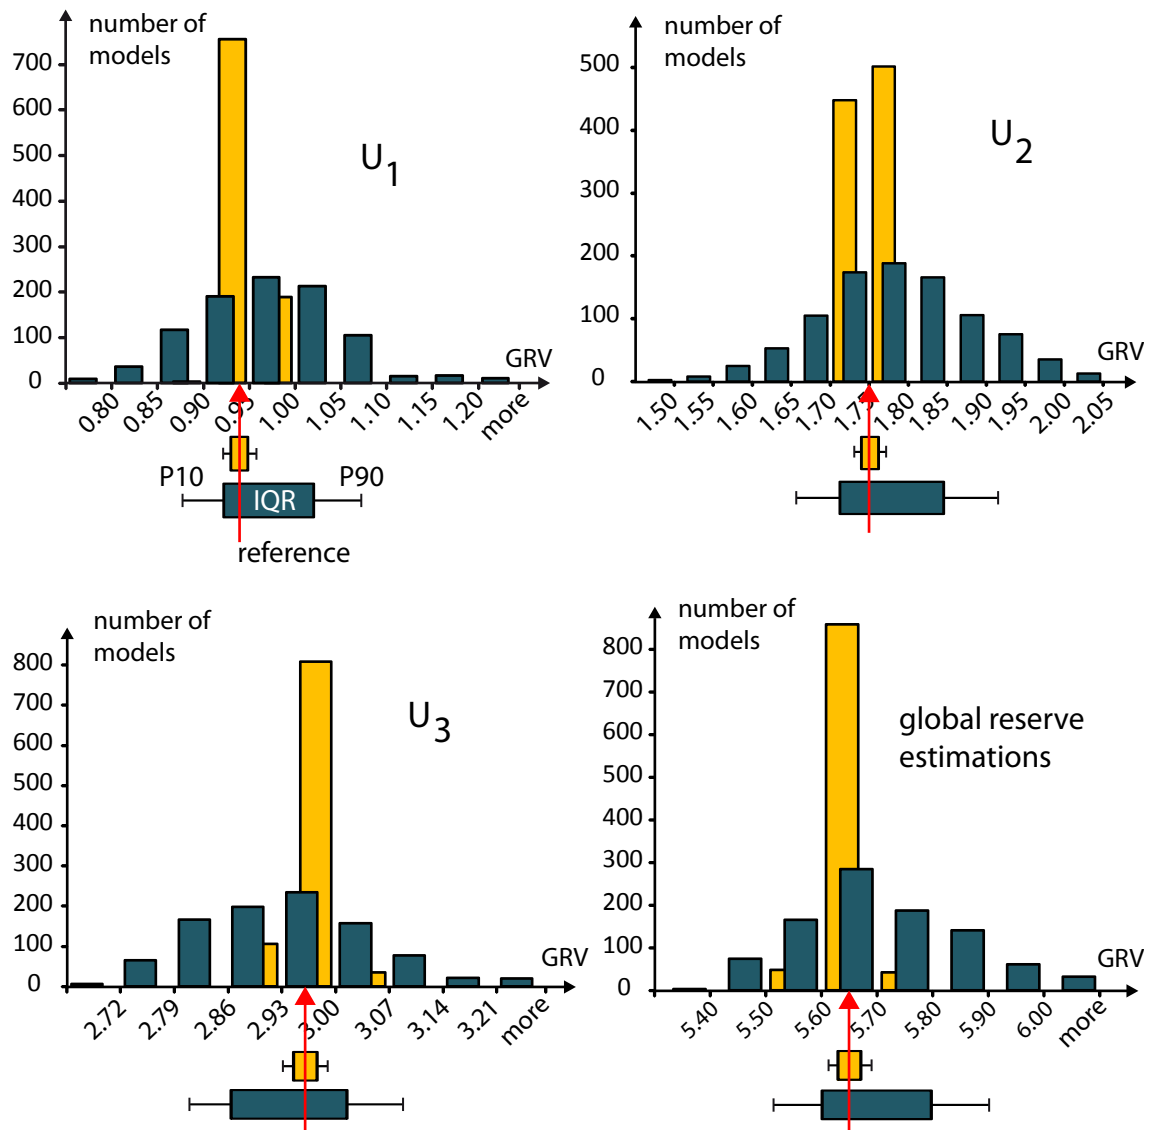 number of
models
700
600
500
400
300
200
100
0
U1
GRV
0.80
0.85
0.90
0.95
1.00
1.05
1.10
1.15
1.20
more
P10
P90
IQR
reference
number of
models
500
400
300
200
100
0
U2
GRV
1.50
1.55
1.60
1.65
1.70
1.75
1.80
1.85
1.90
1.95
2.00
2.05
number of
models
800
700
600
500
400
300
200
100
0
U3
GRV
2.72
2.79
2.86
2.93
3.00
3.07
3.14
3.21
more
number of
models
800
700
600
500
400
300
200
100
0
global reserve
estimations
GRV
5.40
5.50
5.60
5.70
5.80
5.90
6.00
more